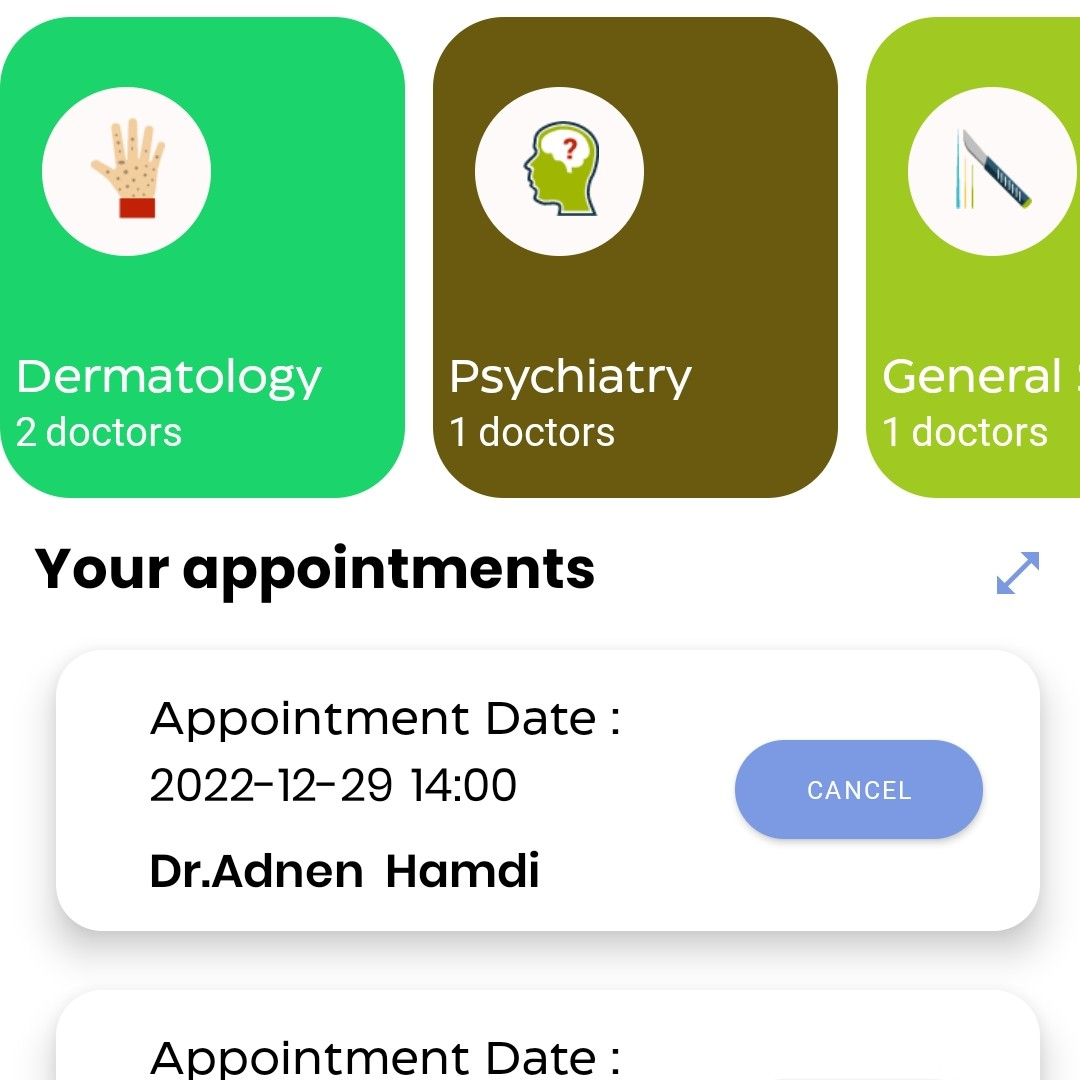 Dermatology
2 doctors
Psychiatry
1 doctors
General
1 doctors
Your appointments
Appointment Date :
2022-12-29 14:00
Dr.Adnen Hamdi
CANCEL
Appointment Date :